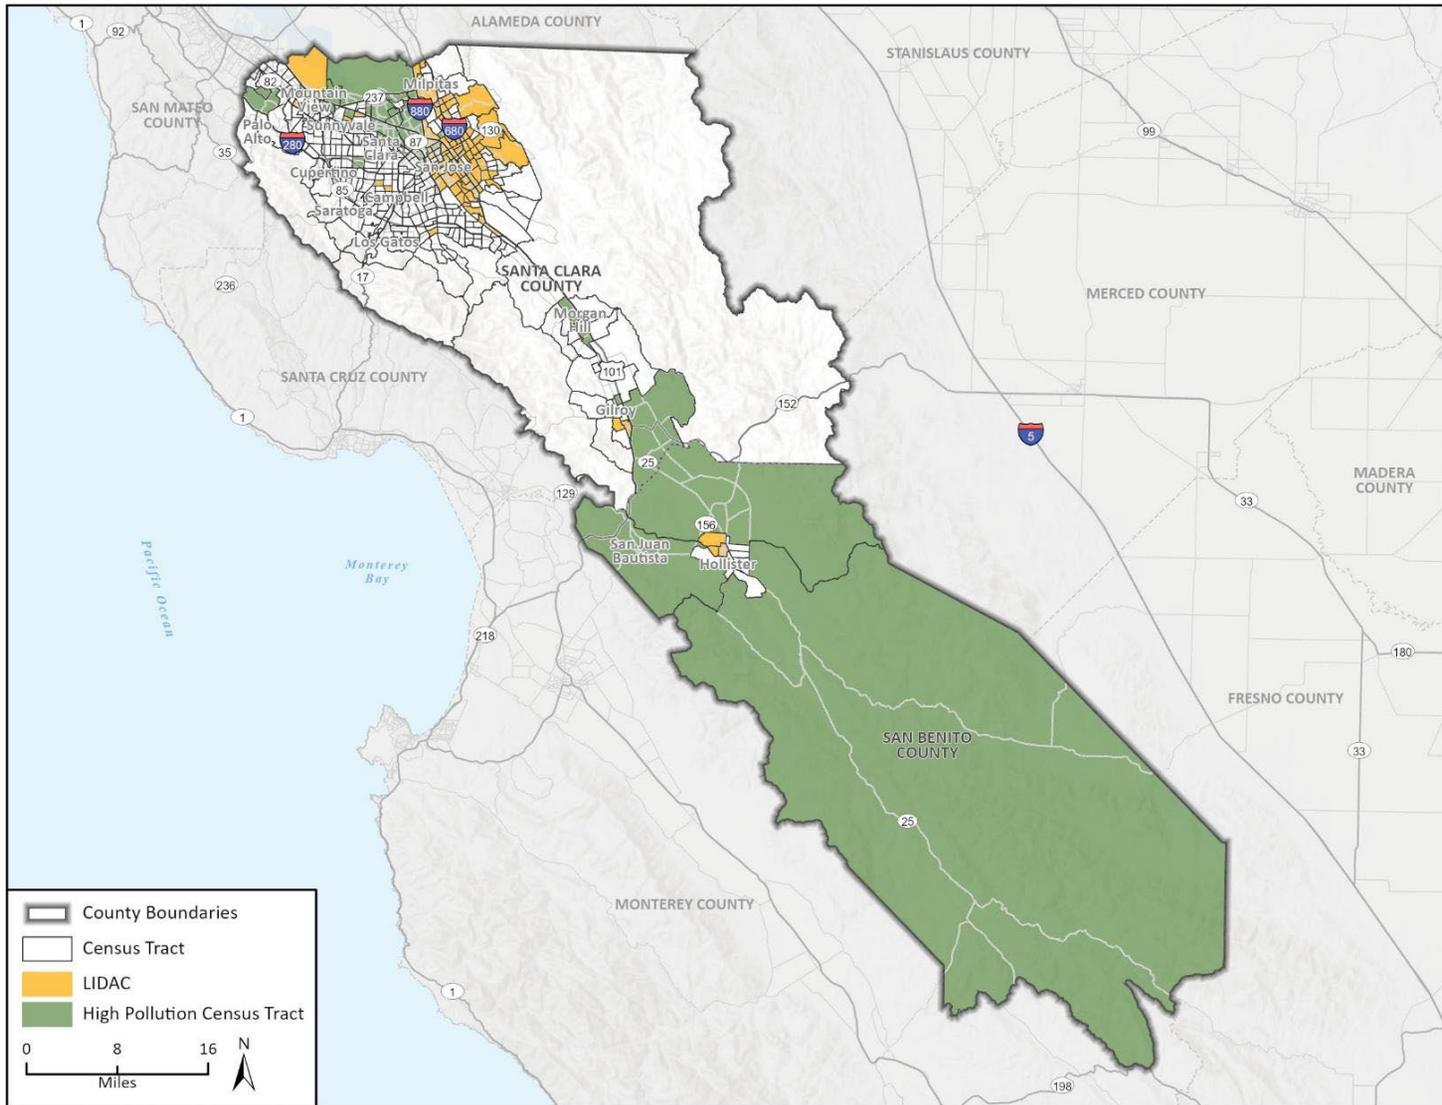 1
92
ALAMEDA COUNTY
STANISLAUS COUNTY
82
Milpitas
Mountain
View
237
SAN MATEO
COUNTY
880
Palo
Alto
Sunnyvale
680
130
99
280
Santa
Clara
87
35
Cupertino
San Jose
85
Campbell
Saratoga
Los Gatos
17
SANTA CLARA
COUNTY
236
MERCED COUNTY
Morgan
Hill
SANTA CRUZ COUNTY
101
152
1
Gilroy
5
25
MADERA
COUNTY
129
33
156
San Juan
Bautista
Hollister
Pacific Ocean
Monterey
Bay
218
180
FRESNO COUNTY
SAN BENITO
COUNTY
33
25
MONTEREY COUNTY
County Boundaries
Census Tract
LIDAC
High Pollution Census Tract
0 8 16
Miles
N
1
198